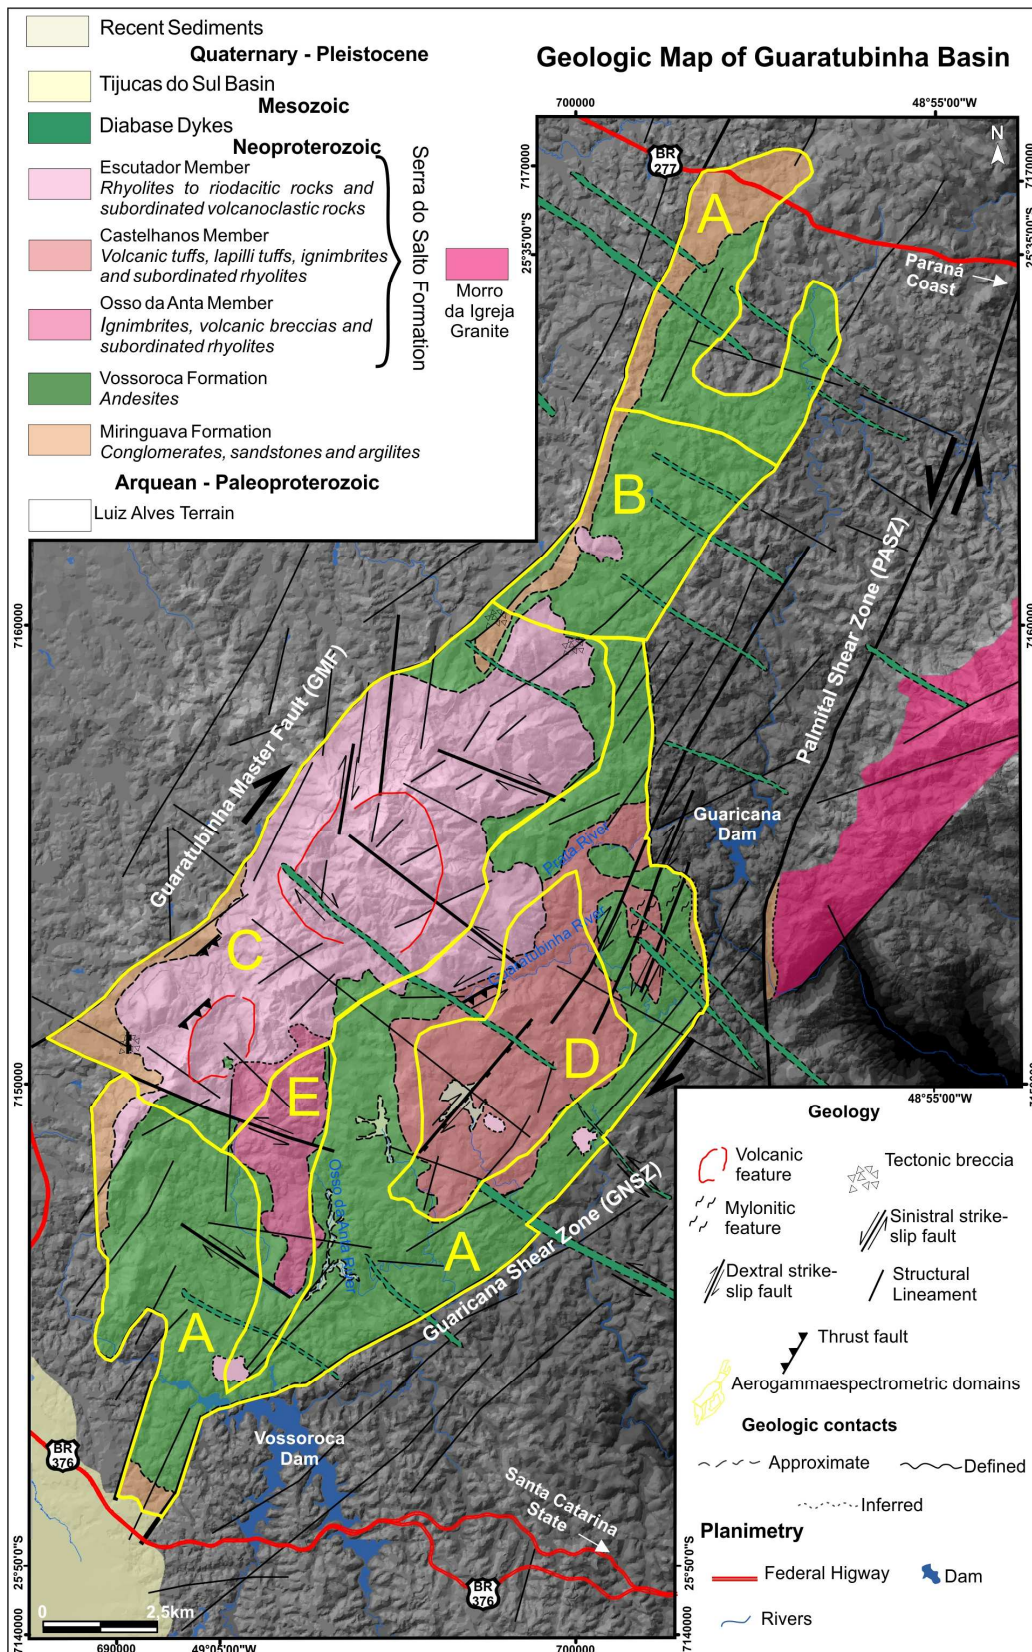 Geologic Map of Guaratubinha Basin
Recent Sediments
Quaternary - Pleistocene
Tijucas do Sul Basin
Mesozoic
Diabase Dykes
Neoproterozoic
Escutador Member
Rhyolites to riodacitic rocks and
subordinated volcanoclastic rocks
Castelhanos Member
Volcanic tuffs, lapilli tuffs, ignimbrites
and subordinated rhyolites
Osso da Anta Member
Ignimbrites, volcanic breccias and
subordinated rhyolites
Serra do Salto Formation
Morro
da Igreja
Granite
Vossoroca Formation
Andesites
Miringuava Formation
Conglomerates, sandstones and argilites
Arquean - Paleoproterozoic
Luiz Alves Terrain
700000
48°55'00"W
N
7170000
7170000
25°35'00"S
25°35'00"S
BR
277
A
Paraná
Coast
B
Palmital Shear Zone (PASZ)
7160000
7160000
Guaratubinha Master Fault (GMF)
Guaricana
Dam
Prata River
Guaratubinha River
C
D
E
7150000
48°55'00"W
Osso da Anta River
A
A
Guaricana Shear Zone (GNSZ)
Vossoroca
Dam
BR
376
Santa Catarina
State
BR
376
25°50'0"S
25°50'0"S
0
2,5km
7140000
7140000
690000
49°05'00"W
700000
Geology
Volcanic
feature
Tectonic breccia
Mylonitic
feature
Sinistral strike-
slip fault
Dextral strike-
slip fault
Structural
Lineament
Thrust fault
Aerogammaespectrometric domains
Geologic contacts
Approximate
Defined
Inferred
Planimetry
Federal Higway
Dam
Rivers